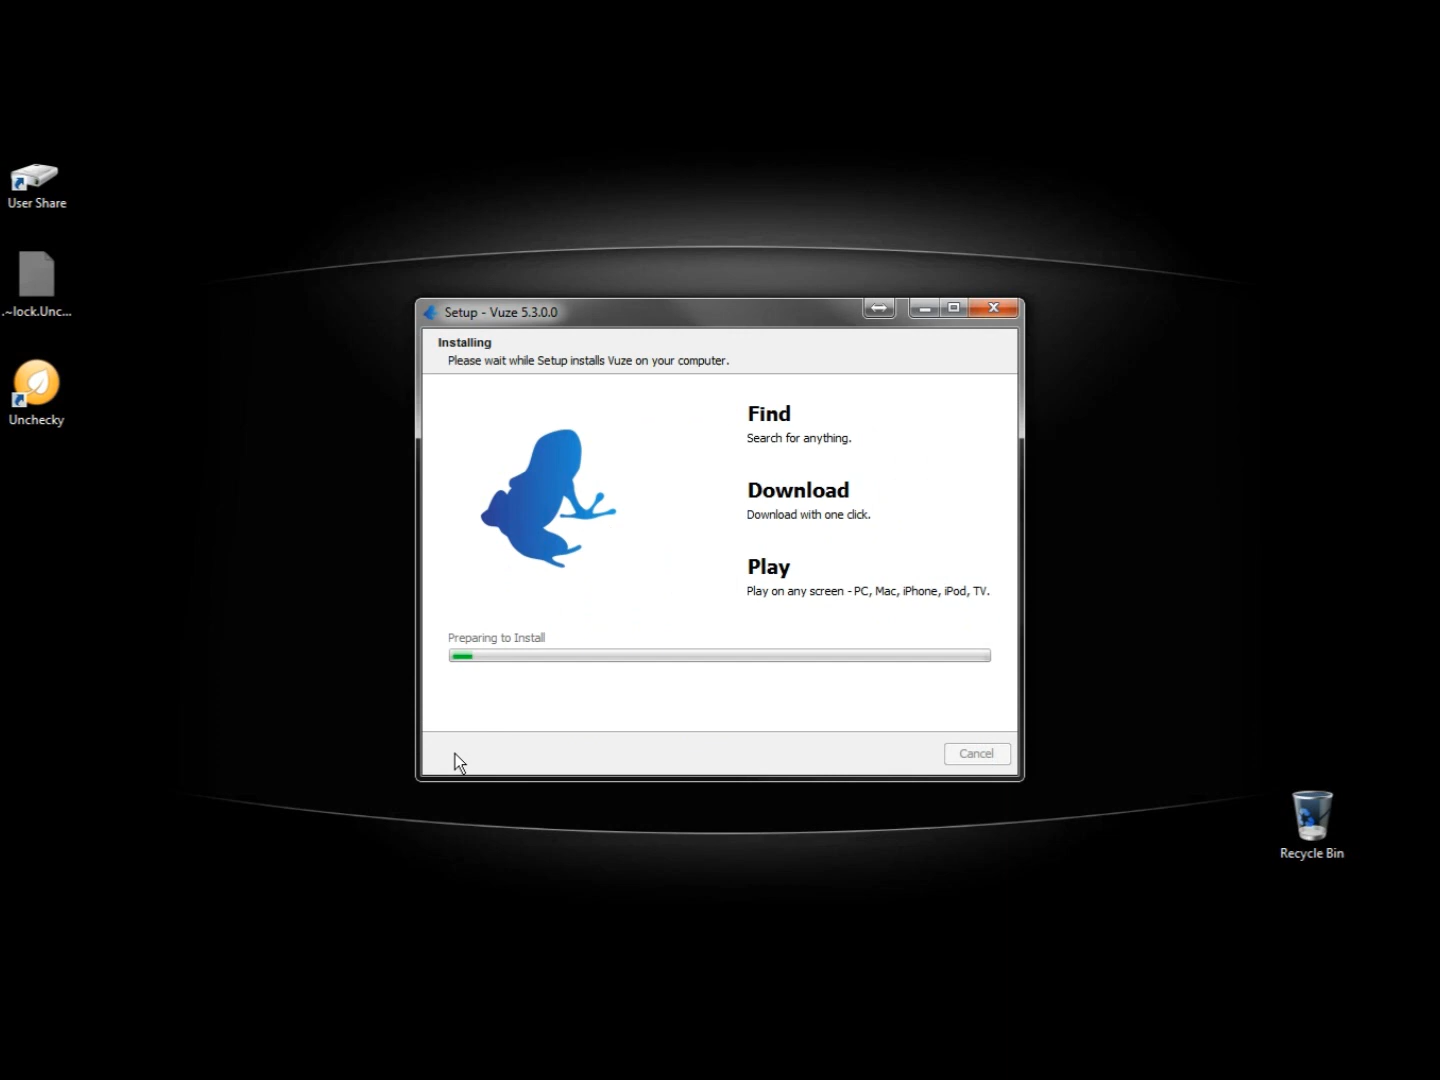 User Share
.~lock.Unc...
Unchecky
Setup - Vuze 5.3.0.0
Installing
Please wait while Setup installs Vuze on your computer.
Find
Search for anything.
Download
Download with one click.
Play
Play on any screen - PC, Mac, iPhone, iPod, TV.
Preparing to Install
Cancel
Recycle Bin